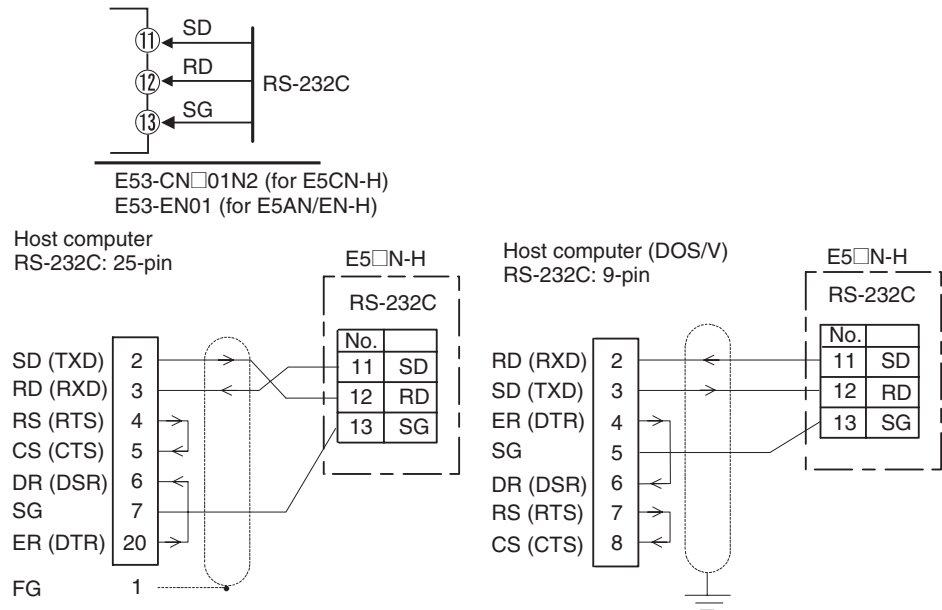 11 SD
12 RD
13 SG
RS-232C
E53-CN□01N2 (for E5CN-H)
E53-EN01 (for E5AN/EN-H)
Host computer
RS-232C: 25-pin
E5□N-H
RS-232C
No.
11 SD
12 RD
13 SG
SD (TXD) 2
RD (RXD) 3
RS (RTS) 4
CS (CTS) 5
DR (DSR) 6
SG 7
ER (DTR) 20
FG 1
Host computer (DOS/V)
RS-232C: 9-pin
E5□N-H
RS-232C
No.
11 SD
12 RD
13 SG
RD (RXD) 2
SD (TXD) 3
ER (DTR) 4
SG 5
DR (DSR) 6
RS (RTS) 7
CS (CTS) 8